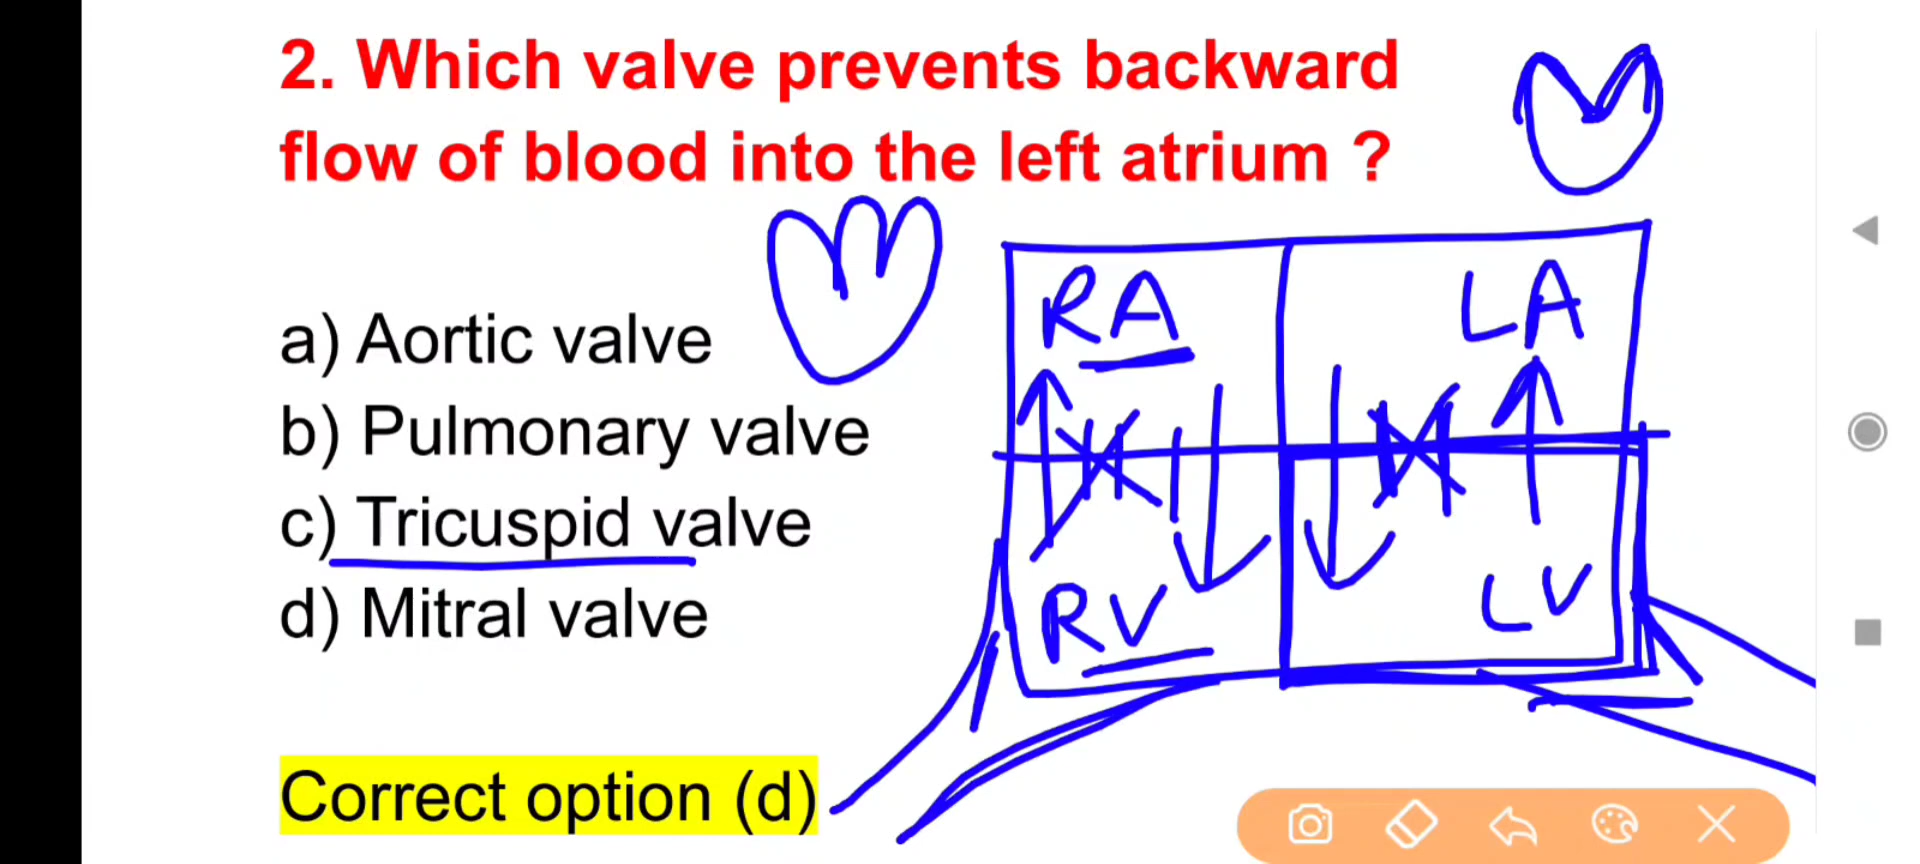 2. Which valve prevents backward
flow of blood into the left atrium ?
a) Aortic valve
b) Pulmonary valve
c) Tricuspid valve
d) Mitral valve
Correct option (d)
RA
LA
RV
LV